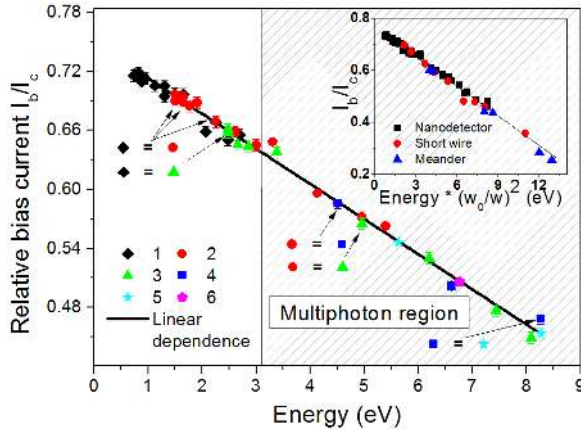 Relative bias current I_b/I_c
0.72
0.66
0.60
0.54
0.48
0
1
2
3
4
5
6
7
8
9
Energy (eV)
=
=
=
=
=
1 2
3 4
5 6
Linear
dependence
Multiphoton region
I_b/I_c
0.8
0.6
0.4
0.2
0 4 8 12
Nanodetector
Short wire
Meander
Energy * (w_0/w)^2 (eV)